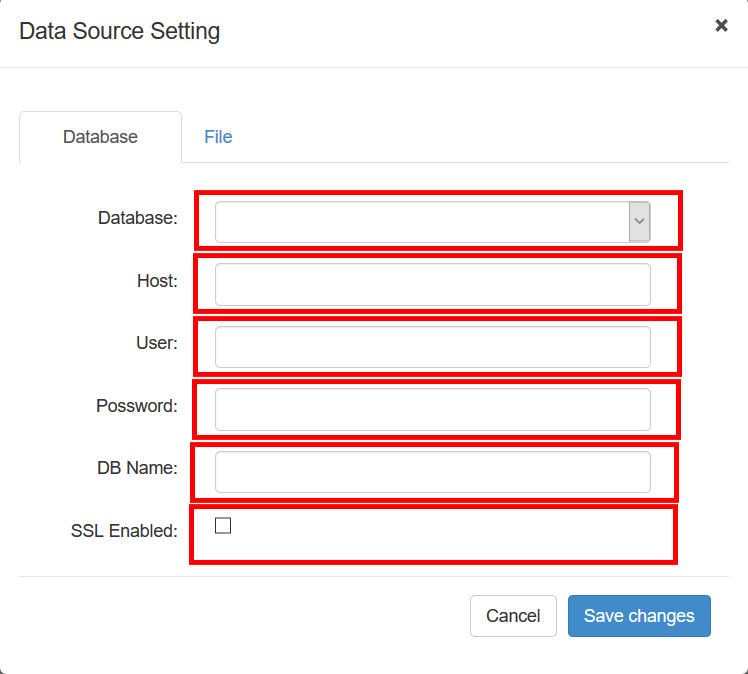 Data Source Setting
Database
File
Database:
Host:
User:
Possword:
DB Name:
SSL Enabled:
Cancel
Save changes